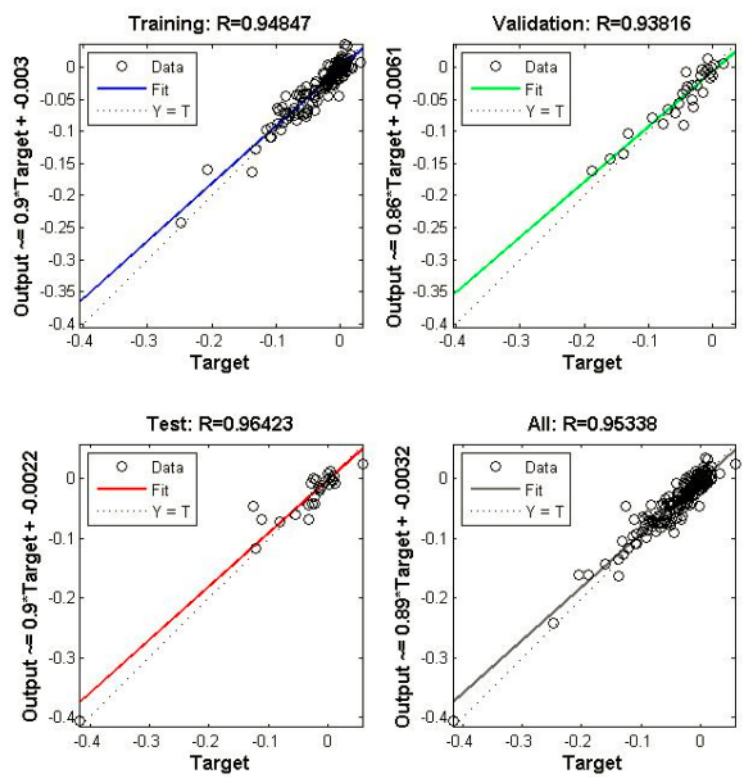 Training: R=0.94847
Output ~= 0.9*Target + -0.003
Data
Fit
Y = T
0
-0.05
-0.1
-0.15
-0.2
-0.25
-0.3
-0.35
-0.4
-0.4 -0.3 -0.2 -0.1 0
Target
Validation: R=0.93816
Output ~= 0.86*Target + -0.0061
Data
Fit
Y = T
0
-0.05
-0.1
-0.15
-0.2
-0.25
-0.3
-0.35
-0.4
-0.4 -0.3 -0.2 -0.1 0
Target
Test: R=0.96423
Output ~= 0.9*Target + -0.0022
Data
Fit
Y = T
0
-0.1
-0.2
-0.3
-0.4
-0.4 -0.3 -0.2 -0.1 0
Target
All: R=0.95338
Output ~= 0.89*Target + -0.0032
Data
Fit
Y = T
0
-0.1
-0.2
-0.3
-0.4
-0.4 -0.3 -0.2 -0.1 0
Target